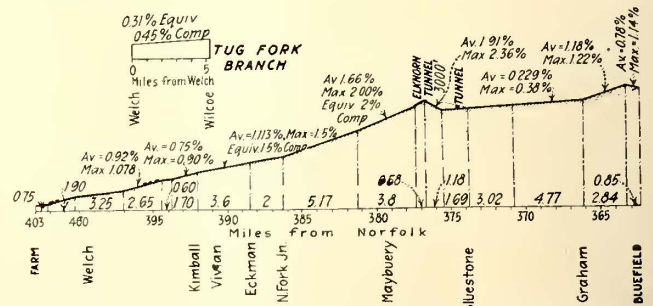 0.31% Equiv
0.45% Comp
TUG FORK
BRANCH
0 5
Miles from Welch
Welch
Wilcoe
Av. 1.66%
Max 2.00%
Equiv 2%
Comp
ELKHORN
TUNNEL
3000'
TUNNEL
Av. 1.91%
Max 2.36%
Av = 0.229%
Max = 0.38%
Av = 1.18%
Max 1.22%
Av. = 0.78%
Max = 1.14%
Av = 0.92%
Max 1.078
Av = 0.75%
Max = 0.90%
Av = 1.113%, Max = 1.5%
Equiv. 1.5% Comp
0.75 1.90 3.25 2.65 0.60 1.70 3.6 2 5.17 3.8 0.68 1.18 1.69 3.02 4.77 2.84 0.85
403 400 394 390 385 380 375 370 365
Miles from Norfolk
FARM
Welch
Kimball
Vivian
Eckman
N.Fork Jn.
Maybuery
Bluestone
Graham
BLUEFIELD